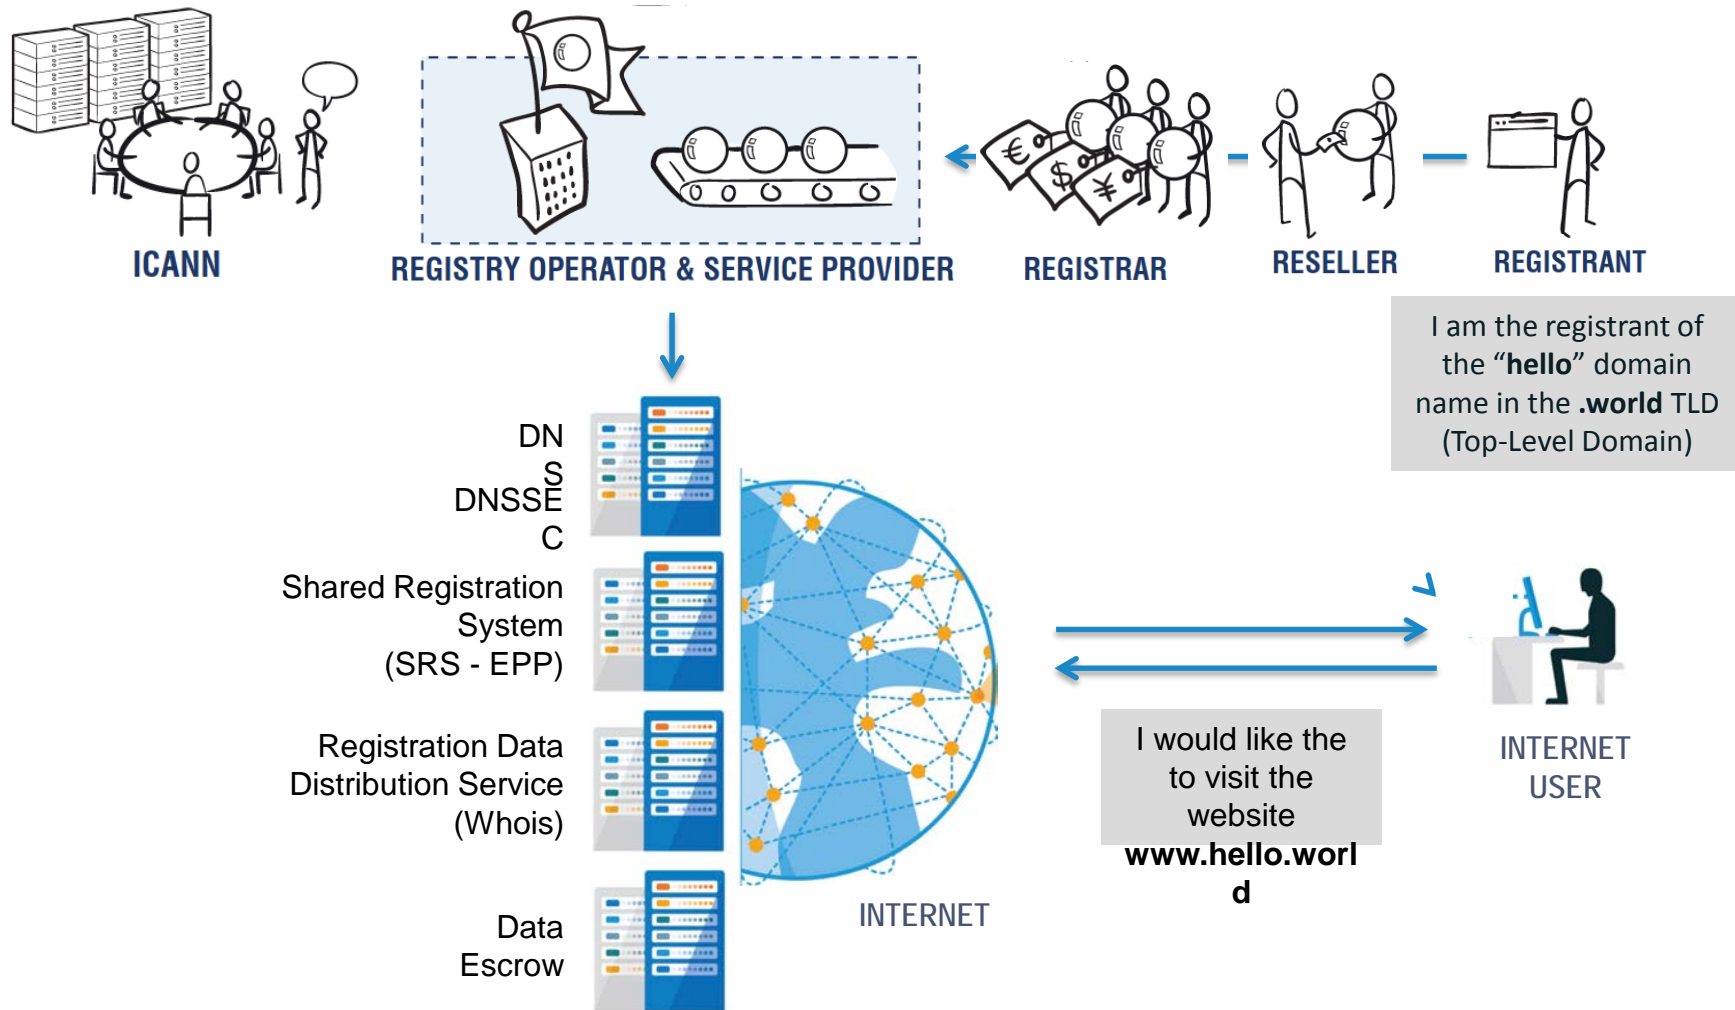 ICANN
REGISTRY OPERATOR & SERVICE PROVIDER
REGISTRAR
RESELLER
REGISTRANT
€
$
¥
I am the registrant of
the “hello” domain
name in the .world TLD
(Top-Level Domain)
DN
S
DNSSE
C
Shared Registration
System
(SRS - EPP)
Registration Data
Distribution Service
(Whois)
Data
Escrow
INTERNET
I would like the
to visit the
website
www.hello.worl
d
INTERNET
USER